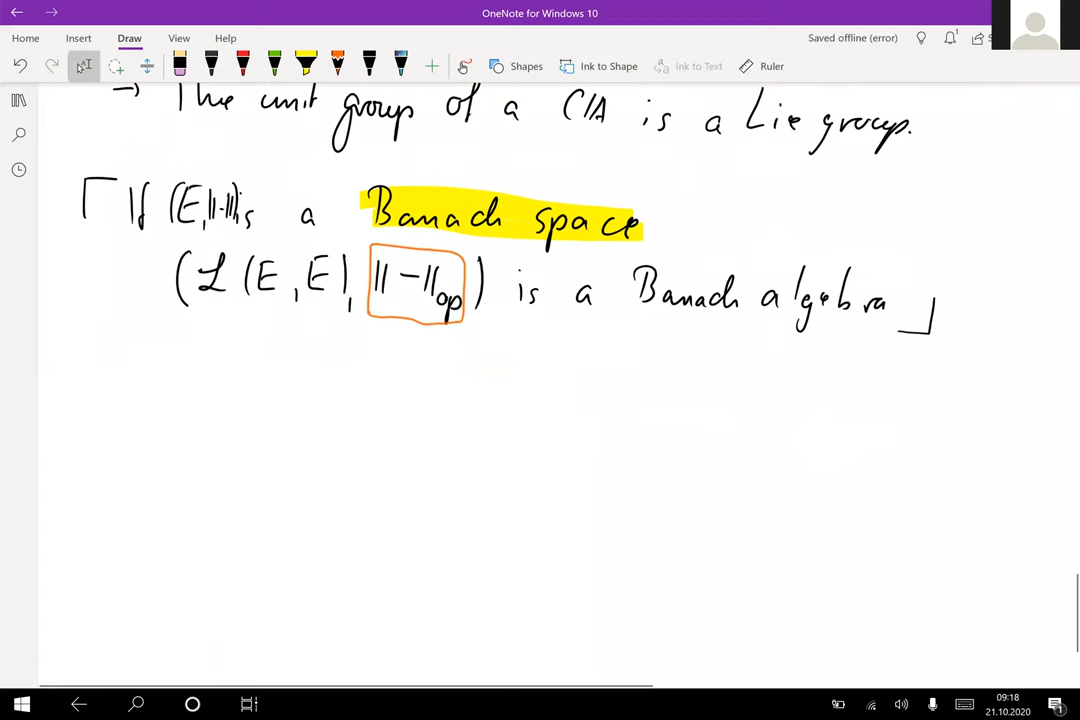 OneNote for Windows 10
Home Insert Draw View Help Saved offline (error)
Shapes Ink to Shape Ink to Text Ruler
→ The unit group of a CIA is a Lie group.
If (E, ||-||) is a Banach space
(L(E, E), ||-||op) is a Banach algebra
09:18
21.10.2020